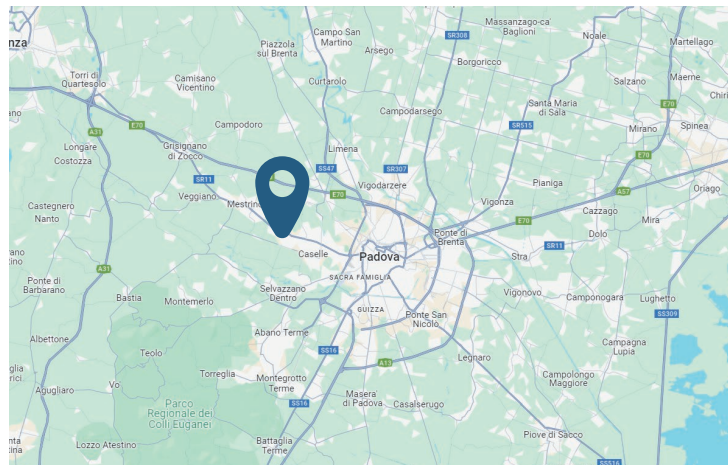 Massanzago-ca'
Baglioni
Campo San
Martino
SR308
Noale
Martellago
nza
Piazzola
sul Brenta
Arsego
Borgoricco
Torri di
Quartesolo
Camisano
Vicentino
Curtarolo
Salzano
Maerne
Chiri
Campodarsego
Santa Maria
di Sala
A31
E70
Campodoro
SR515
Mirano
Spinea
Longare
Costozza
Grisignano
di Zocco
Limena
SS47
SR307
E70
Vigodarzere
Pianiga
SR11
E70
A57
Oriago
Veggiano
Mestrino
Vigonza
Castegnero
Nanto
Cazzago
E70
Mira
Ponte di
Brenta
Dolo
SR11
ano
Caselle
Padova
Stra
A31
SACRA FAMIGLIA
Ponte di
Barbarano
Bastia
Montemerlo
Selvazzano
Dentro
Vigonovo
Camponogara
Lughetto
GUIZZA
Ponte San
Nicolo
SS309
Albettone
Abano Terme
Teolo
SS16
Legnaro
Campagna
Lupia
A13
glia
rici
Agugliaro
Vo
Torreglia
Montegrotto
Terme
Campolongo
Maggiore
Parco
Regionale dei
Colli Euganei
SS16
Masera'
di Padova
Casalserugo
Lozzo Atestino
Battaglia
Terme
Piove di Sacco
SS516